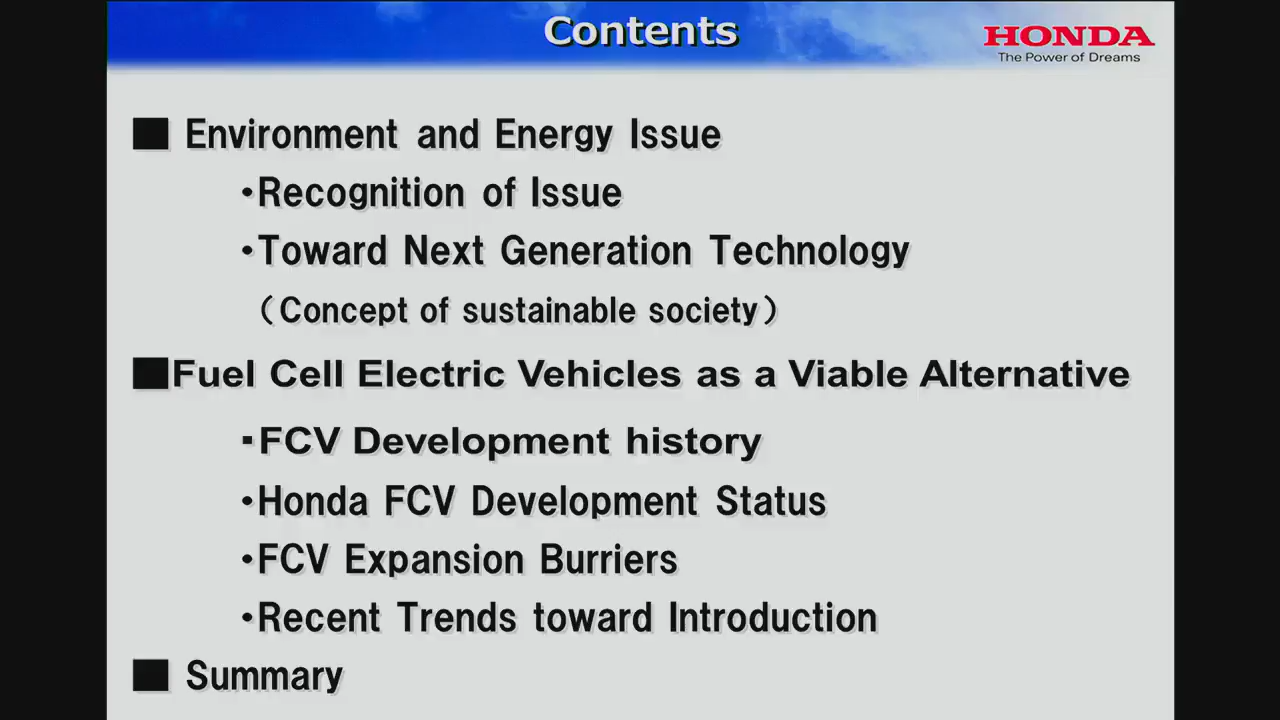 Contents
HONDA
The Power of Dreams
■ Environment and Energy Issue
・Recognition of Issue
・Toward Next Generation Technology
（Concept of sustainable society）
■Fuel Cell Electric Vehicles as a Viable Alternative
・FCV Development history
・Honda FCV Development Status
・FCV Expansion Burriers
・Recent Trends toward Introduction
■ Summary